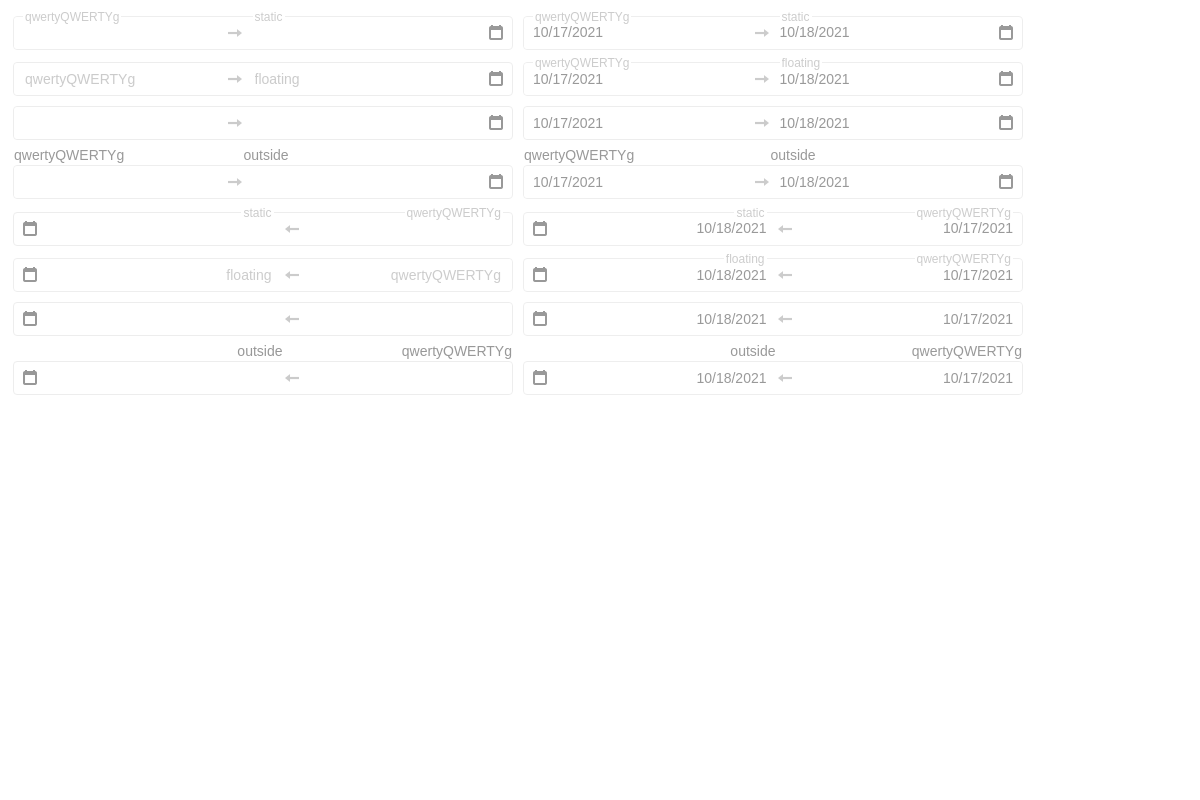 qwertyQWERTYg static qwertyQWERTYg static
10/17/2021 10/18/2021
qwertyQWERTYg floating
qwertyQWERTYg floating 10/17/2021 10/18/2021
10/17/2021 10/18/2021
qwertyQWERTYg outside qwertyQWERTYg outside
10/17/2021 10/18/2021
static qwertyQWERTYg static qwertyQWERTYg
10/18/2021 10/17/2021
floating qwertyQWERTYg
floating qwertyQWERTYg 10/18/2021 10/17/2021
10/18/2021 10/17/2021
outside qwertyQWERTYg outside qwertyQWERTYg
10/18/2021 10/17/2021